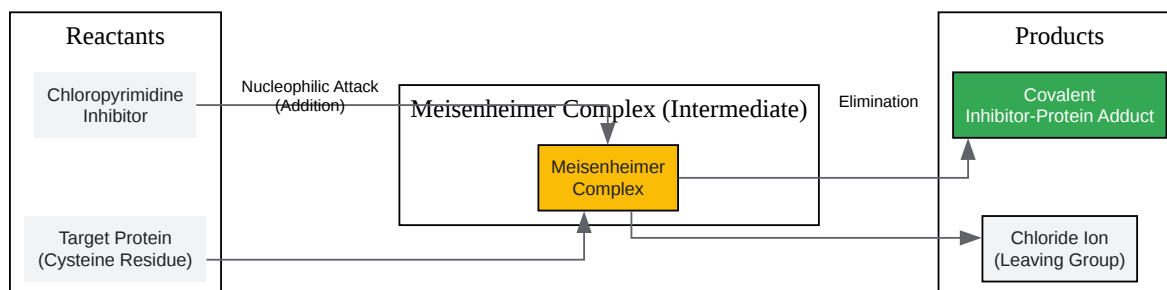 Reactants
Chloropyrimidine
Inhibitor
Target Protein
(Cysteine Residue)
Nucleophilic Attack
(Addition)
Meisenheimer Complex (Intermediate)
Meisenheimer
Complex
Elimination
Products
Covalent
Inhibitor-Protein Adduct
Chloride Ion
(Leaving Group)